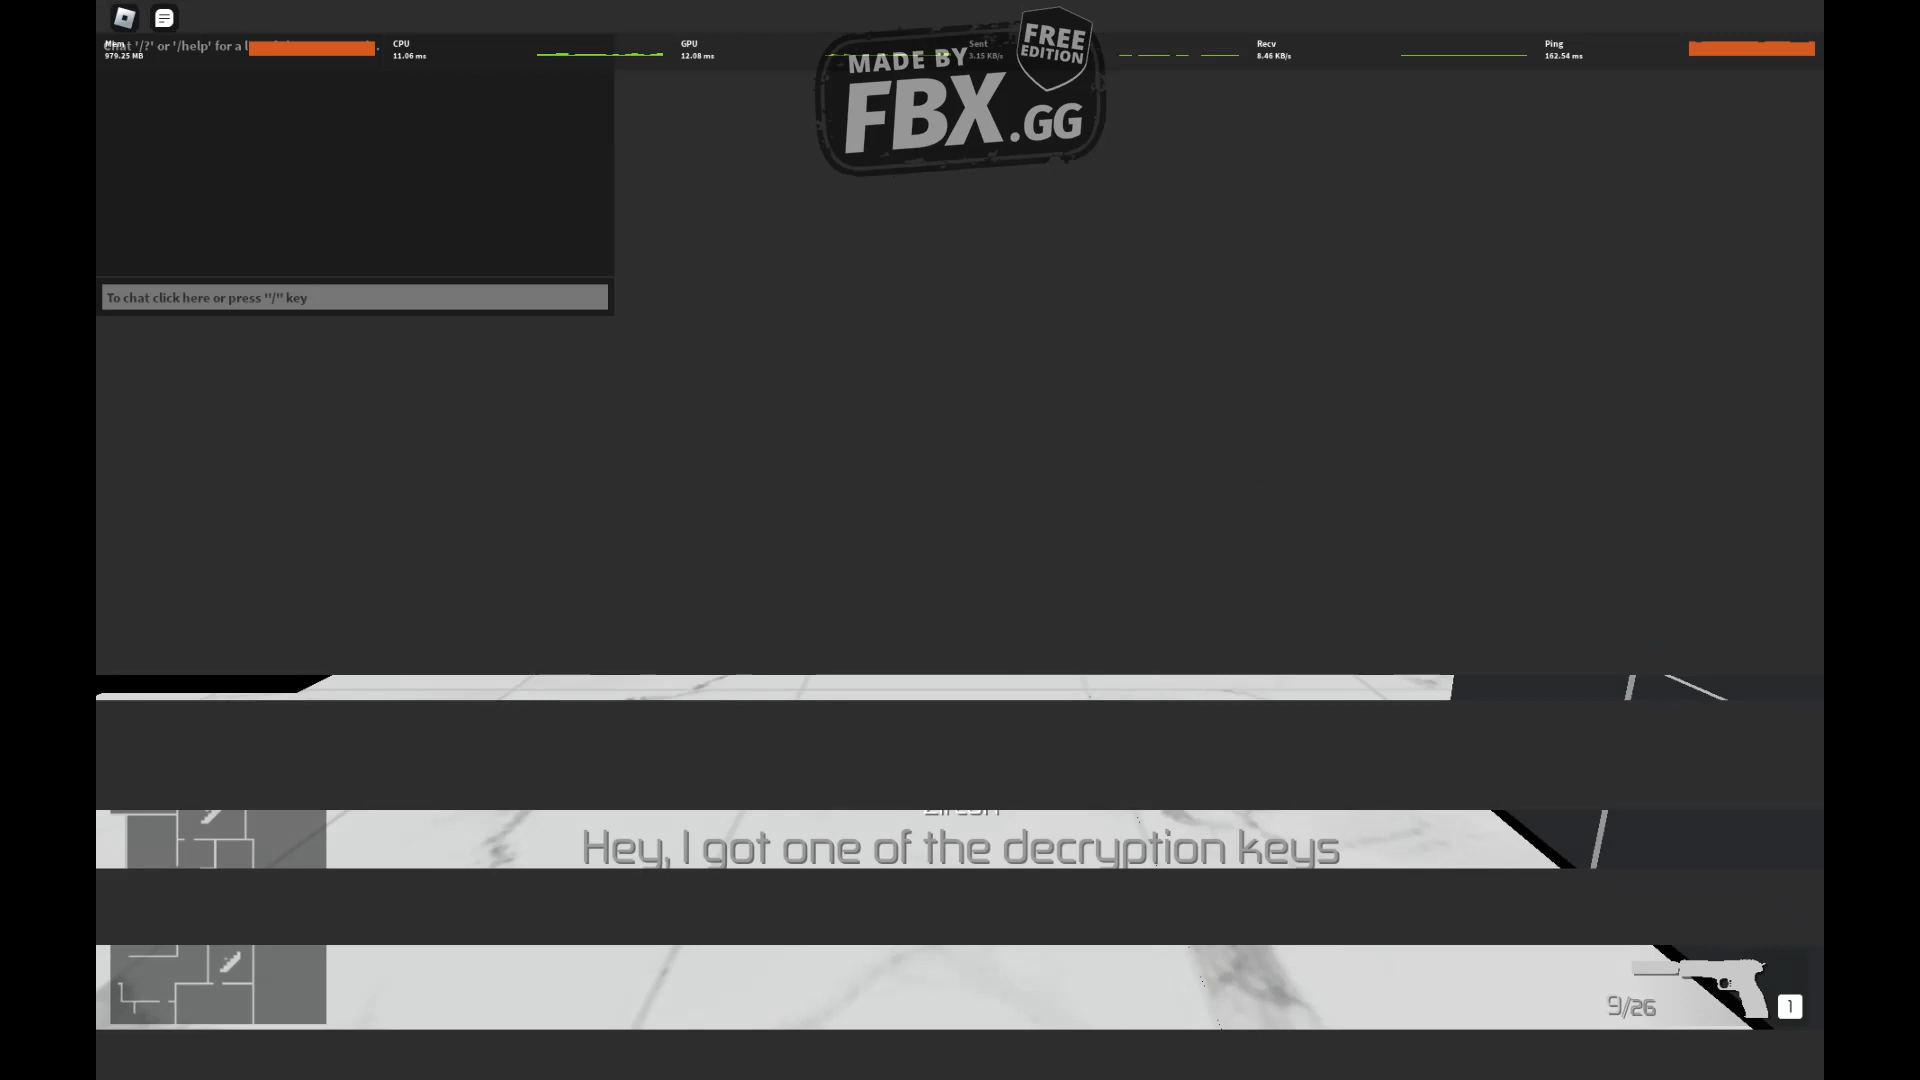 Chat '/?' or '/help' for a l
Mem
979.25 MB
CPU
11.06 ms
GPU
12.08 ms
Sent
3.15 KB/s
Recv
8.46 KB/s
Ping
162.54 ms
MADE BY
FBX.GG
FREE
EDITION
To chat click here or press "/" key
Hey, I got one of the decryption keys
9/26
1